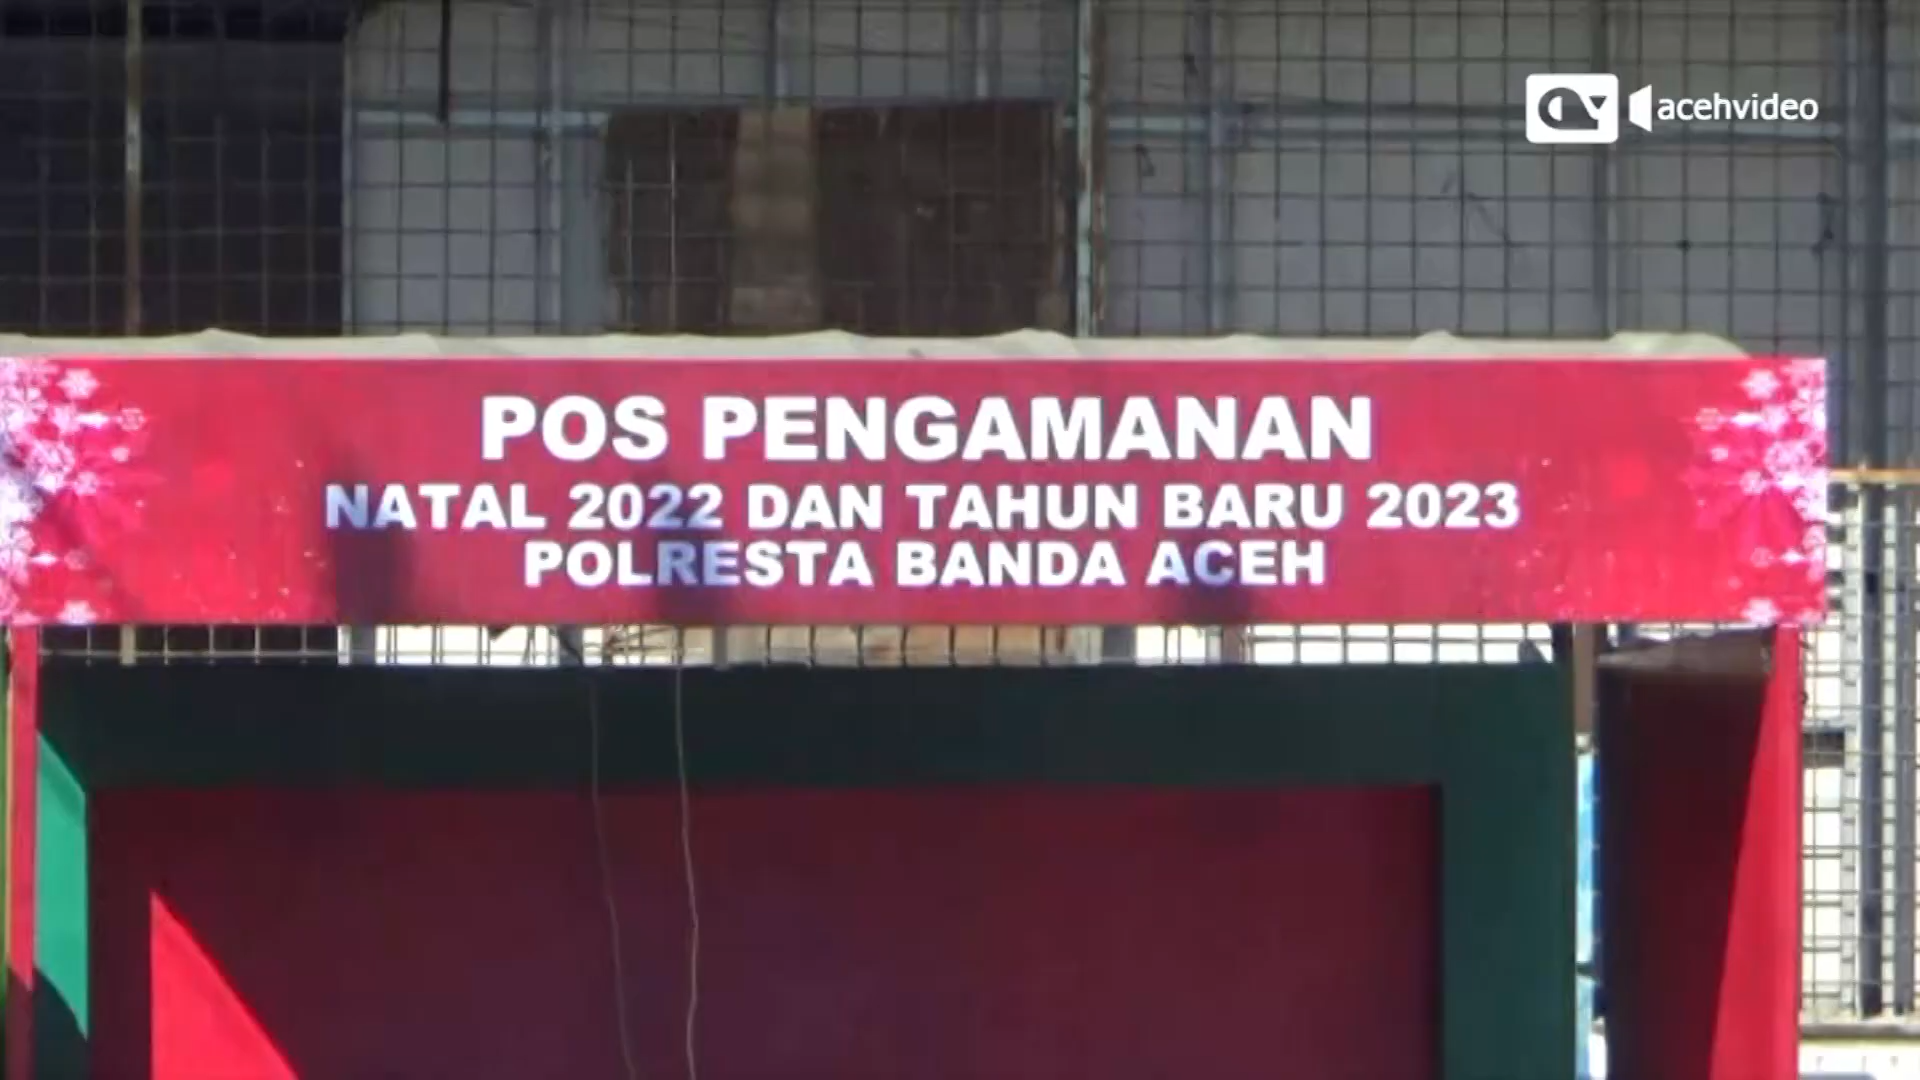 acehvideo
POS PENGAMANAN
NATAL 2022 DAN TAHUN BARU 2023
POLRESTA BANDA ACEH